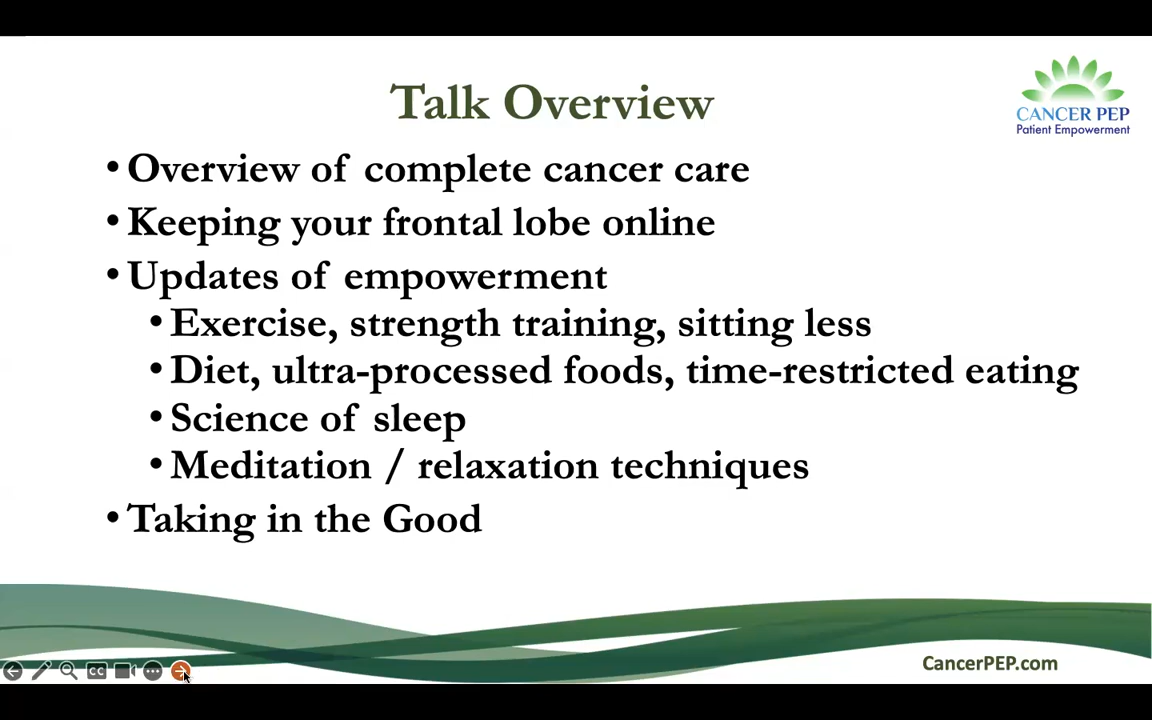 Talk Overview
CANCER PEP
Patient Empowerment
•Overview of complete cancer care
•Keeping your frontal lobe online
•Updates of empowerment
•Exercise, strength training, sitting less
•Diet, ultra-processed foods, time-restricted eating
•Science of sleep
•Meditation / relaxation techniques
•Taking in the Good
CC
CancerPEP.com